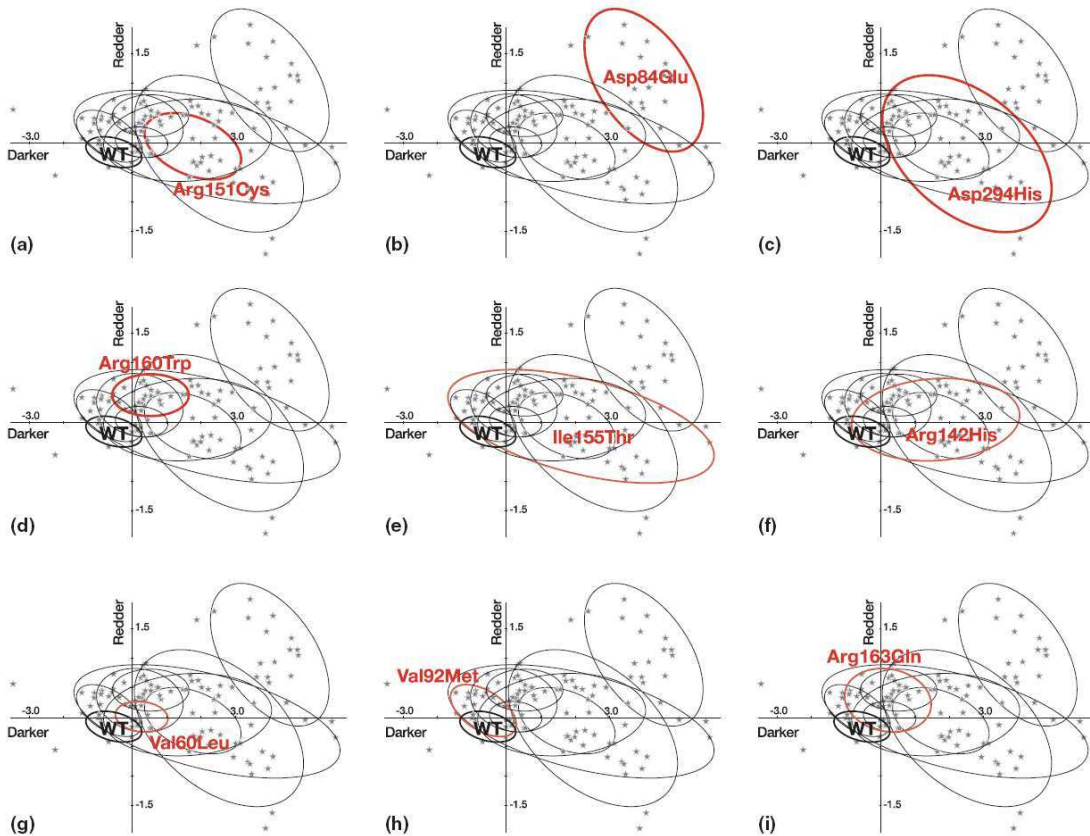 Redder
1.5
-3.0
3.0
Darker
WT
Arg151Cys
-1.5
(a)
Redder
1.5
Asp84Glu
-3.0
3.0
Darker
WT
-1.5
(b)
Redder
1.5
-3.0
3.0
Darker
WT
Asp294His
-1.5
(c)
Redder
1.5
Arg160Trp
-3.0
3.0
Darker
WT
-1.5
(d)
Redder
1.5
-3.0
3.0
Darker
WT
Ile155Thr
-1.5
(e)
Redder
1.5
-3.0
3.0
Darker
WT
Arg142His
-1.5
(f)
Redder
1.5
-3.0
3.0
Darker
WT
Val60Leu
-1.5
(g)
Redder
1.5
Val92Met
-3.0
3.0
Darker
WT
-1.5
(h)
Redder
1.5
Arg163Gln
-3.0
3.0
Darker
WT
-1.5
(i)